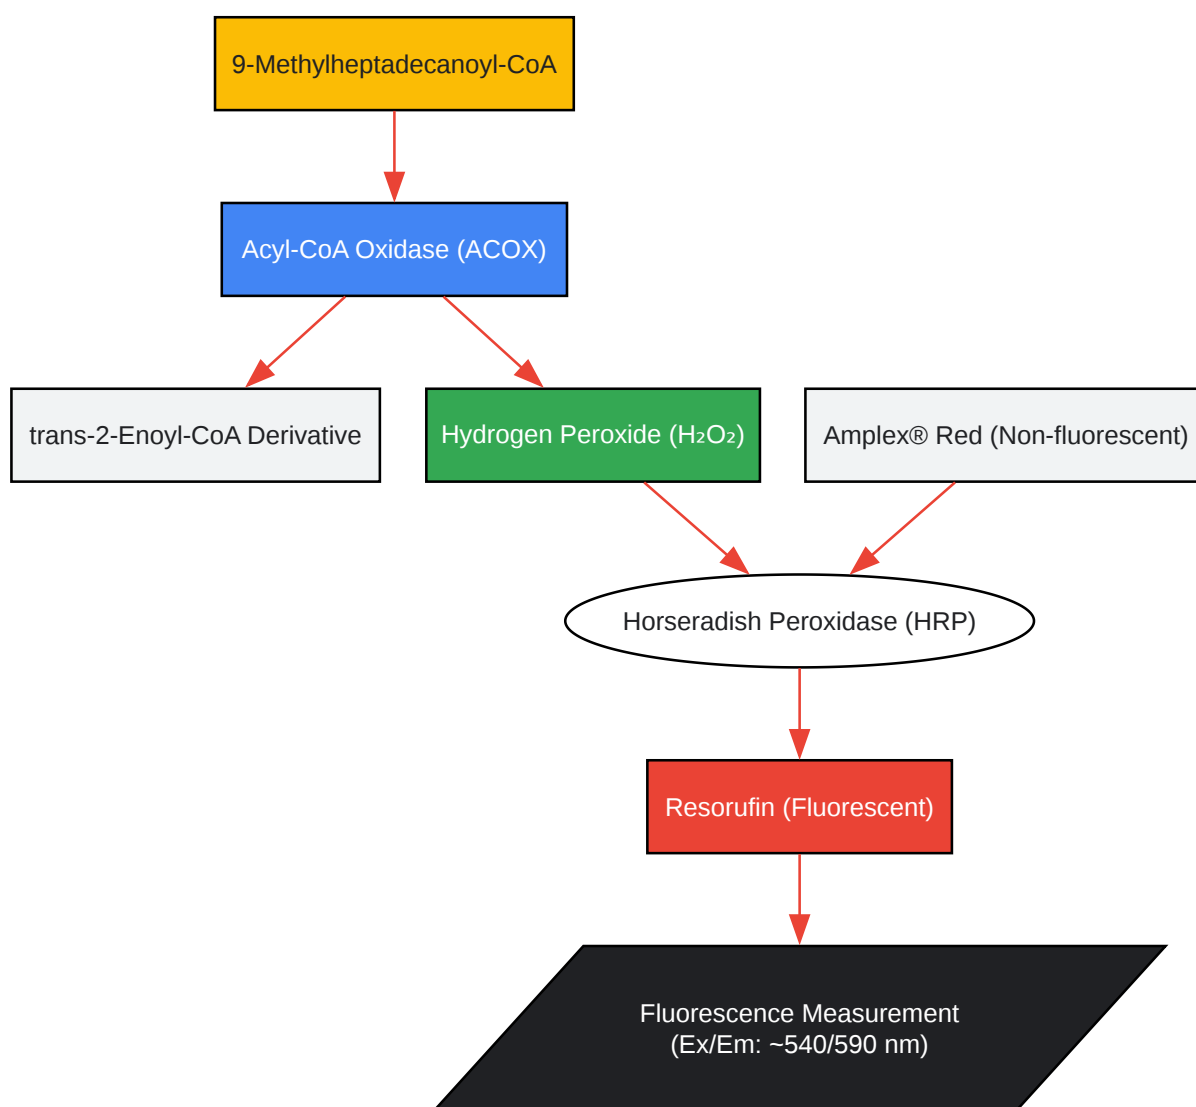 9-Methylheptadecanoyl-CoA
Acyl-CoA Oxidase (ACOX)
trans-2-Enoyl-CoA Derivative
Hydrogen Peroxide (H₂O₂)
Amplex® Red (Non-fluorescent)
Horseradish Peroxidase (HRP)
Resorufin (Fluorescent)
Fluorescence Measurement
(Ex/Em: ~540/590 nm)